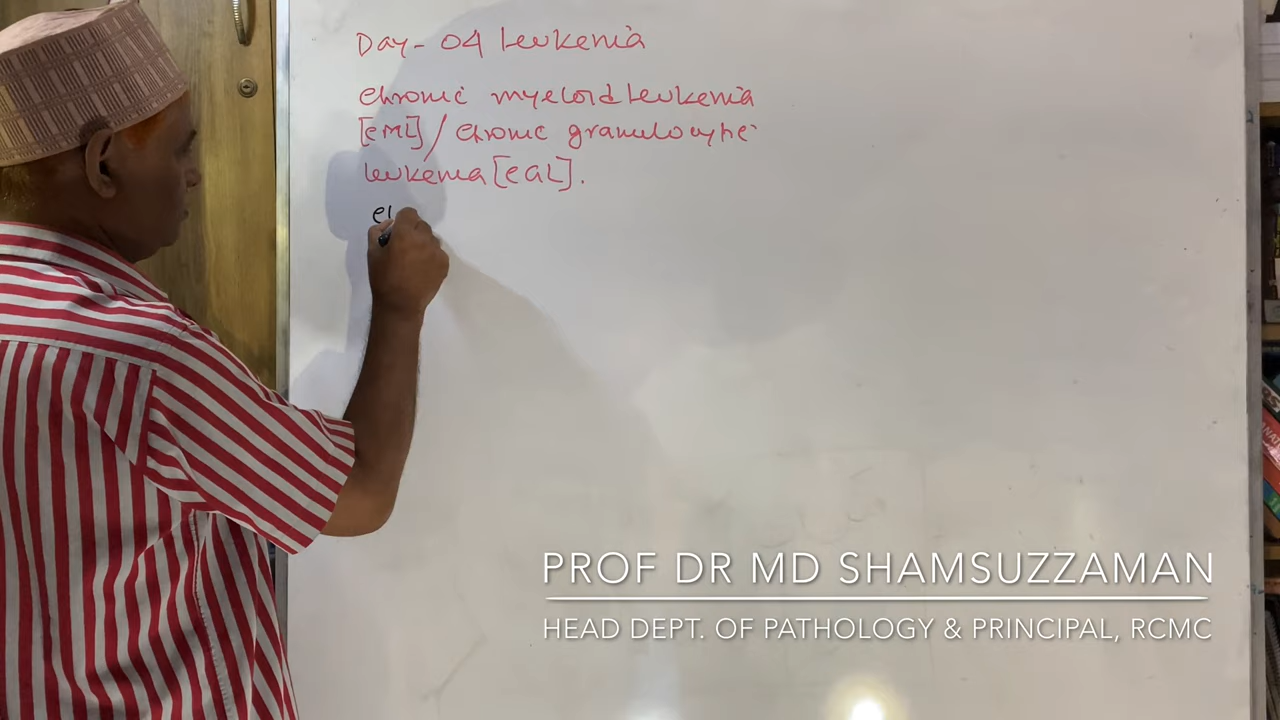 Day - 04 Leukemia
chronic myeloid leukemia
[CML] / chronic granulocytic
leukemia [CGL].
PROF DR MD SHAMSUZZAMAN
HEAD DEPT. OF PATHOLOGY & PRINCIPAL, RCMC